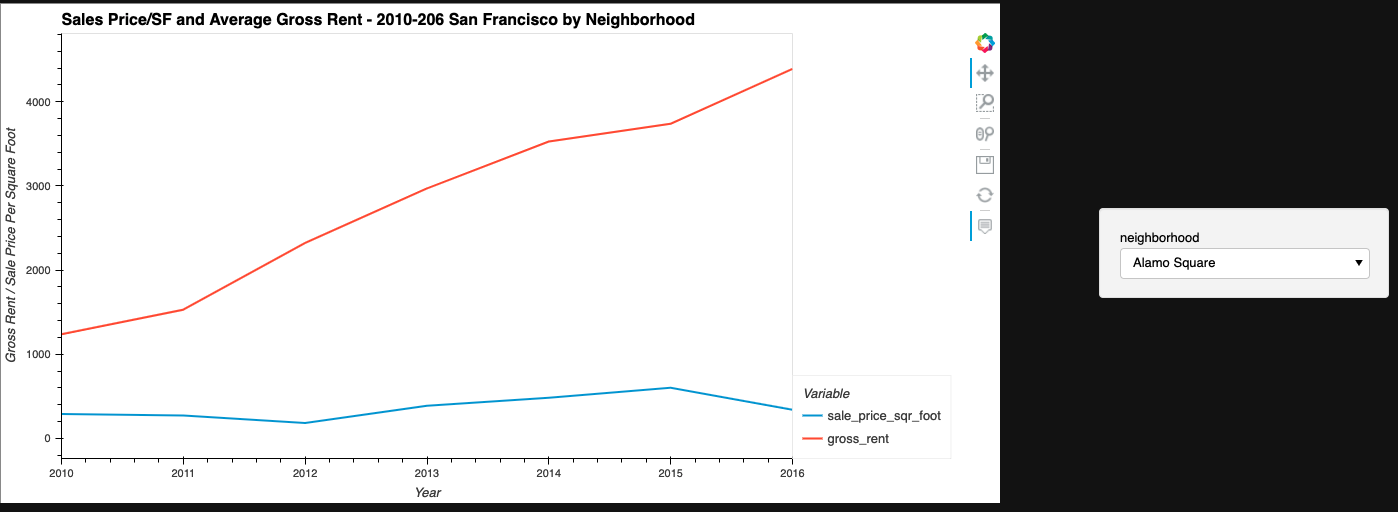 Sales Price/SF and Average Gross Rent - 2010-206 San Francisco by Neighborhood
Gross Rent / Sale Price Per Square Foot
4000
3000
2000
1000
0
2010 2011 2012 2013 2014 2015 2016
Year
Variable
sale_price_sqr_foot
gross_rent
neighborhood
Alamo Square